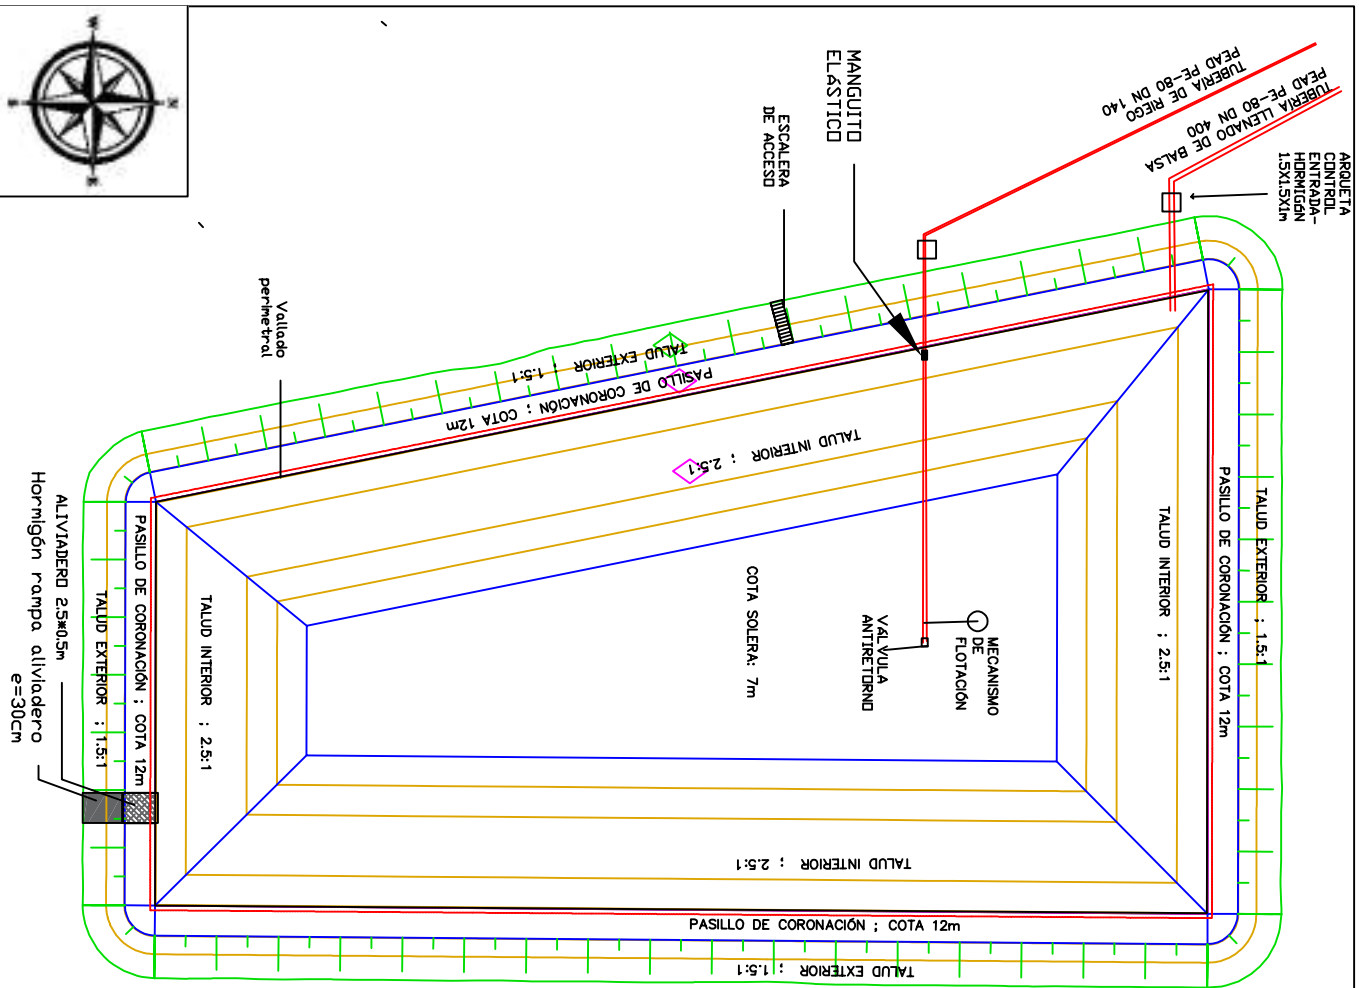 W
N
S
E
MANGUITO
ELASTICO
ESCALERA
DE ACCESO
TUBERÍA DE RIEGO
PEAD PE-80 DN 140
TUBERÍA LLENADO DE BALSA
PEAD PE-80 DN 400
ARQUETA
CONTROL
ENTRADA-
HORMIGÓN
1.5X1.5X1m
Vallado
perimetral
TALUD EXTERIOR ; 1.5:1
PASILLO DE CORONACIÓN ; COTA 12m
TALUD INTERIOR ; 2.5:1
TALUD EXTERIOR ; 1.5:1
PASILLO DE CORONACIÓN ; COTA 12m
TALUD INTERIOR ; 2.5:1
COTA SOLERA: 7m
MECANISMO
DE
FLOTACIÓN
VALVULA
ANTIRETORNO
TALUD INTERIOR ; 2.5:1
PASILLO DE CORONACIÓN ; COTA 12m
TALUD EXTERIOR ; 1.5:1
ALIVIADERO 2.5*0.5m
Hormigón rampa aliviadero
e=30cm
TALUD INTERIOR ; 2.5:1
PASILLO DE CORONACIÓN ; COTA 12m
TALUD EXTERIOR ; 1.5:1